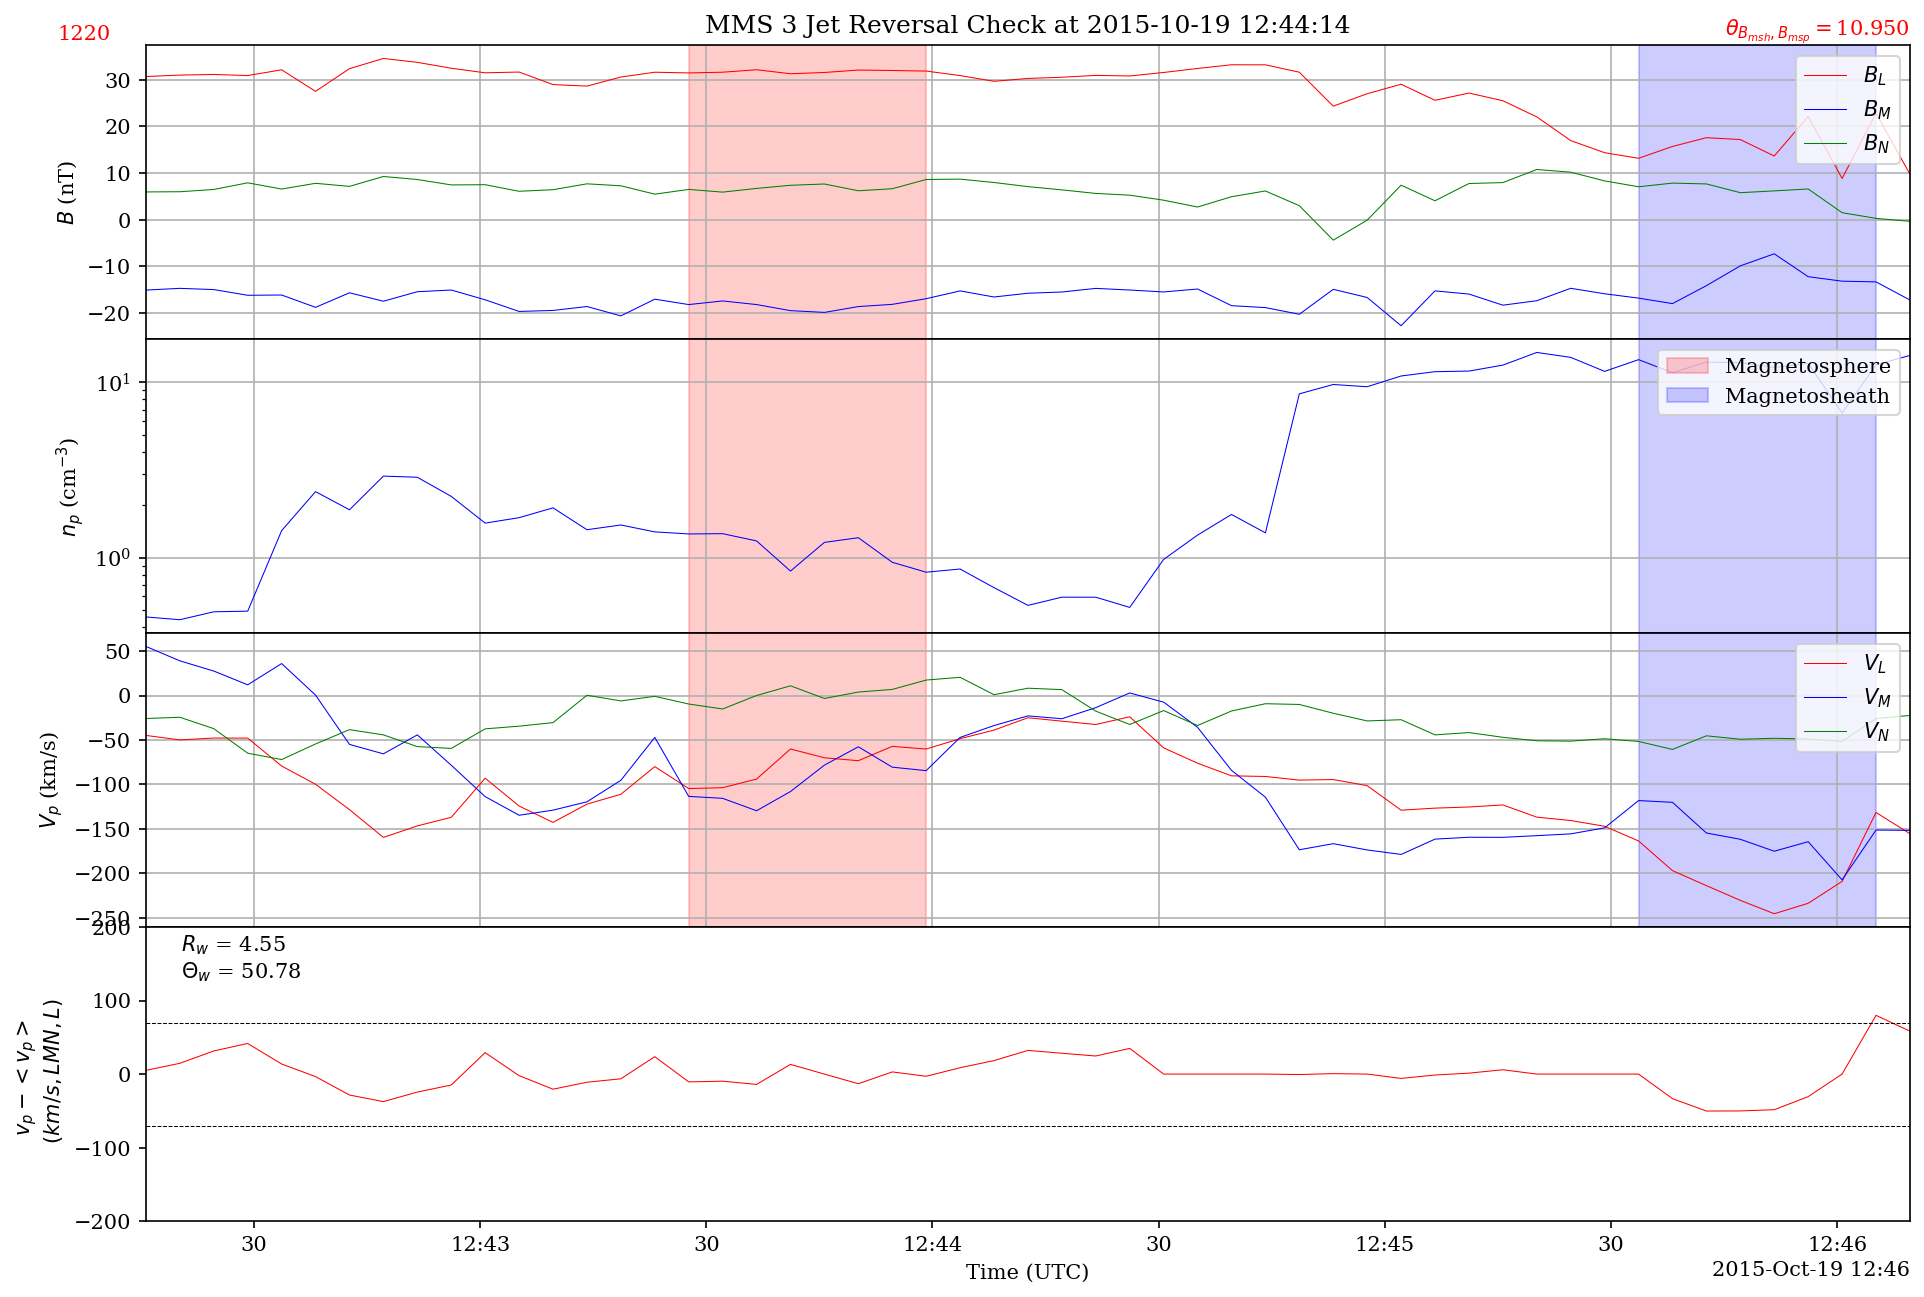 1220
MMS 3 Jet Reversal Check at 2015-10-19 12:44:14
θ_{B_{msh}, B_{msp}} = 10.950
30
20
10
0
−10
−20
B (nT)
B_L
B_M
B_N
10^1
10^0
n_p (cm^{−3})
Magnetosphere
Magnetosheath
50
0
−50
−100
−150
−200
−250
V_p (km/s)
V_L
V_M
V_N
200
100
0
−100
−200
v_p − <v_p>
(km/s, LMN, L)
R_w = 4.55
Θ_w = 50.78
30 12:43 30 12:44 30 12:45 30 12:46
Time (UTC)
2015-Oct-19 12:46